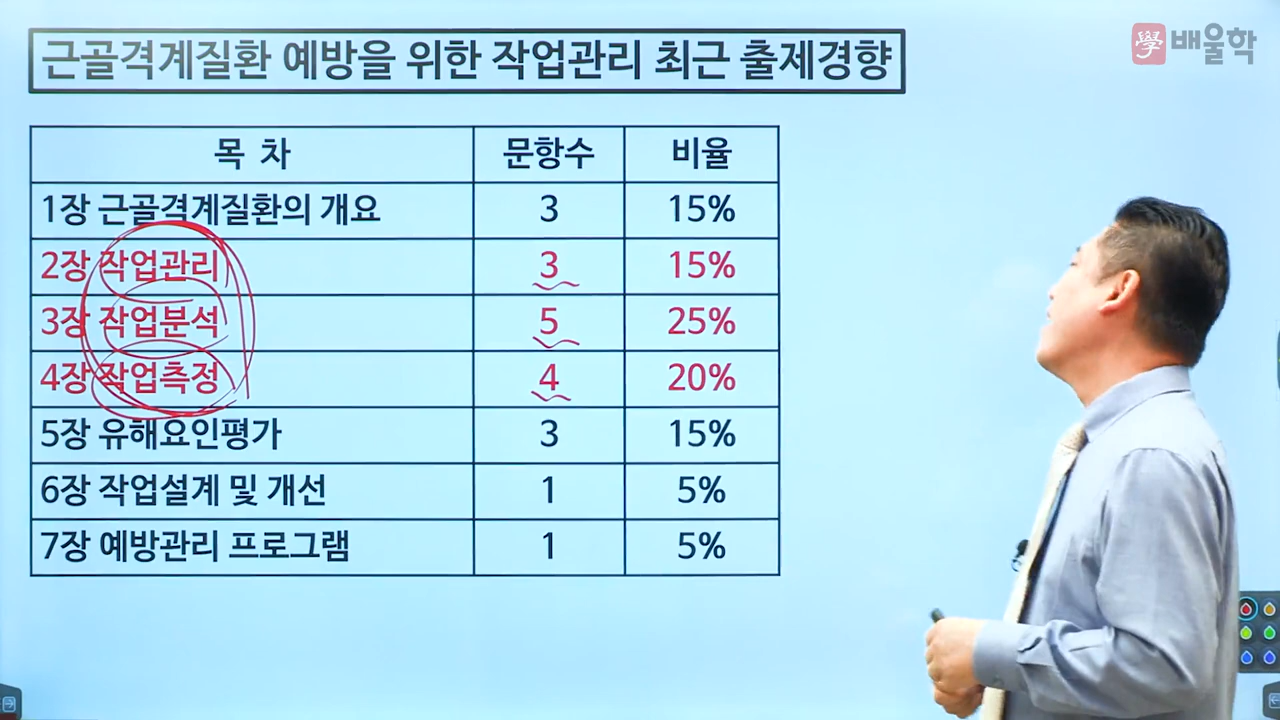 근골격계질환 예방을 위한 작업관리 최근 출제경향
學 배울학
목 차 문항수 비율
1장 근골격계질환의 개요 3 15%
2장 작업관리 3 15%
3장 작업분석 5 25%
4장 작업측정 4 20%
5장 유해요인평가 3 15%
6장 작업설계 및 개선 1 5%
7장 예방관리 프로그램 1 5%